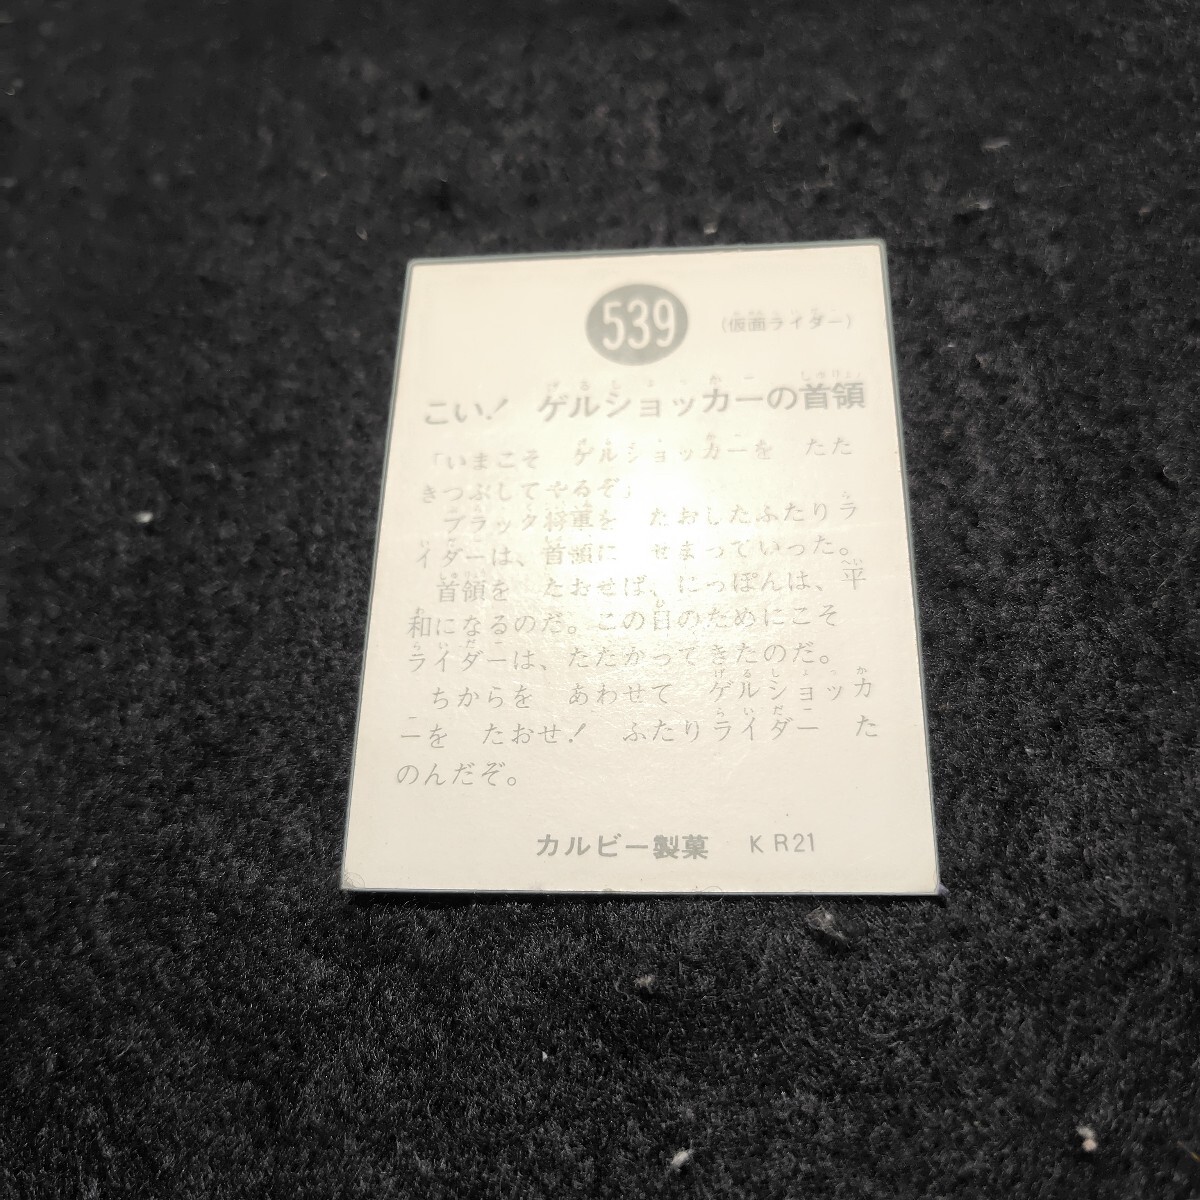 539
(仮面ライダー)
こい! ゲルショッカーの首領
「いまこそ ゲルショッカーを たた
きつぶしてやるぞ」
ブラック将軍を たおしたふたりラ
イダーは、首領に せまっていった。
首領を たおせば、にっぽんは、平
和になるのだ。この日のためにこそ
ライダーは、たたかってきたのだ。
ちからを あわせて ゲルショッカ
ーを たおせ! ふたりライダー た
のんだぞ。
カルビー製菓 KR21